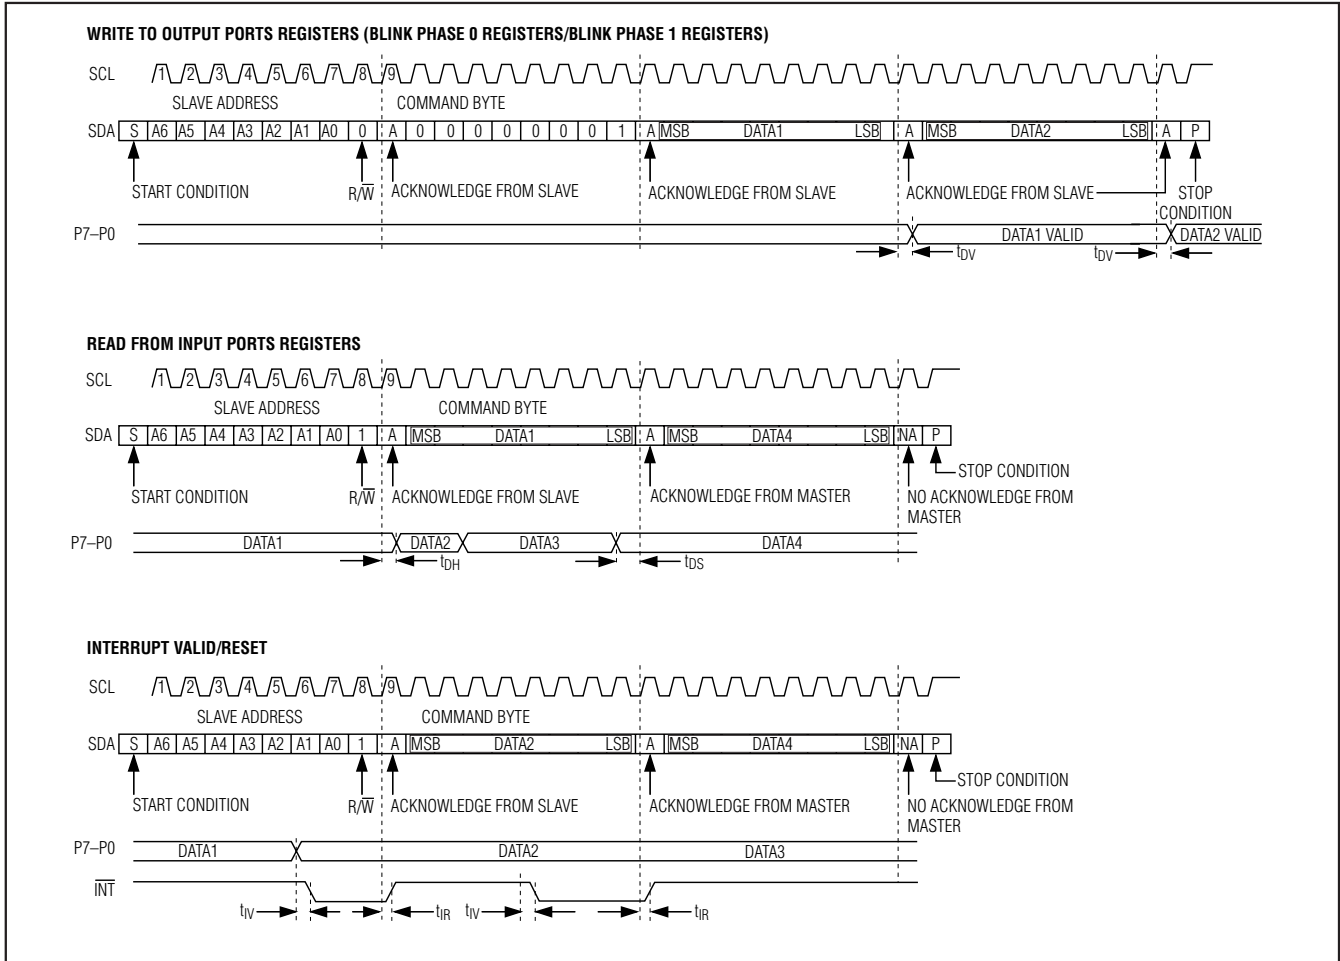 WRITE TO OUTPUT PORTS REGISTERS (BLINK PHASE 0 REGISTERS/BLINK PHASE 1 REGISTERS)
SCL 1 2 3 4 5 6 7 8 9
SLAVE ADDRESS COMMAND BYTE
SDA S A6 A5 A4 A3 A2 A1 A0 0 A 0 0 0 0 0 0 0 1 A MSB DATA1 LSB A MSB DATA2 LSB A P
START CONDITION R/W̅ ACKNOWLEDGE FROM SLAVE ACKNOWLEDGE FROM SLAVE ACKNOWLEDGE FROM SLAVE STOP CONDITION
P7–P0 DATA1 VALID DATA2 VALID
tDV tDV
READ FROM INPUT PORTS REGISTERS
SCL 1 2 3 4 5 6 7 8 9
SLAVE ADDRESS COMMAND BYTE
SDA S A6 A5 A4 A3 A2 A1 A0 1 A MSB DATA1 LSB A MSB DATA4 LSB NA P
STOP CONDITION
START CONDITION R/W̅ ACKNOWLEDGE FROM SLAVE ACKNOWLEDGE FROM MASTER NO ACKNOWLEDGE FROM MASTER
P7–P0 DATA1 DATA2 DATA3 DATA4
tDH tDS
INTERRUPT VALID/RESET
SCL 1 2 3 4 5 6 7 8 9
SLAVE ADDRESS COMMAND BYTE
SDA S A6 A5 A4 A3 A2 A1 A0 1 A MSB DATA2 LSB A MSB DATA4 LSB NA P
STOP CONDITION
START CONDITION R/W̅ ACKNOWLEDGE FROM SLAVE ACKNOWLEDGE FROM MASTER NO ACKNOWLEDGE FROM MASTER
P7–P0 DATA1 DATA2 DATA3
I̅N̅T̅
tIV tIR tIV tIR